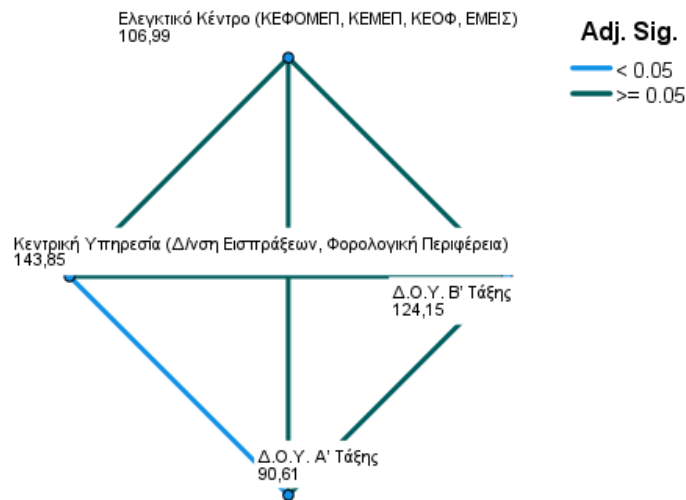 Ελεγκτικό Κέντρο (ΚΕΦΟΜΕΠ, ΚΕΜΕΠ, ΚΕΟΦ, ΕΜΕΙΣ)
106,99
Adj. Sig.
< 0.05
>= 0.05
Κεντρική Υπηρεσία (Δ/νση Εισπράξεων, Φορολογική Περιφέρεια)
143,85
Δ.Ο.Υ. Β' Τάξης
124,15
Δ.Ο.Υ. Α' Τάξης
90,61